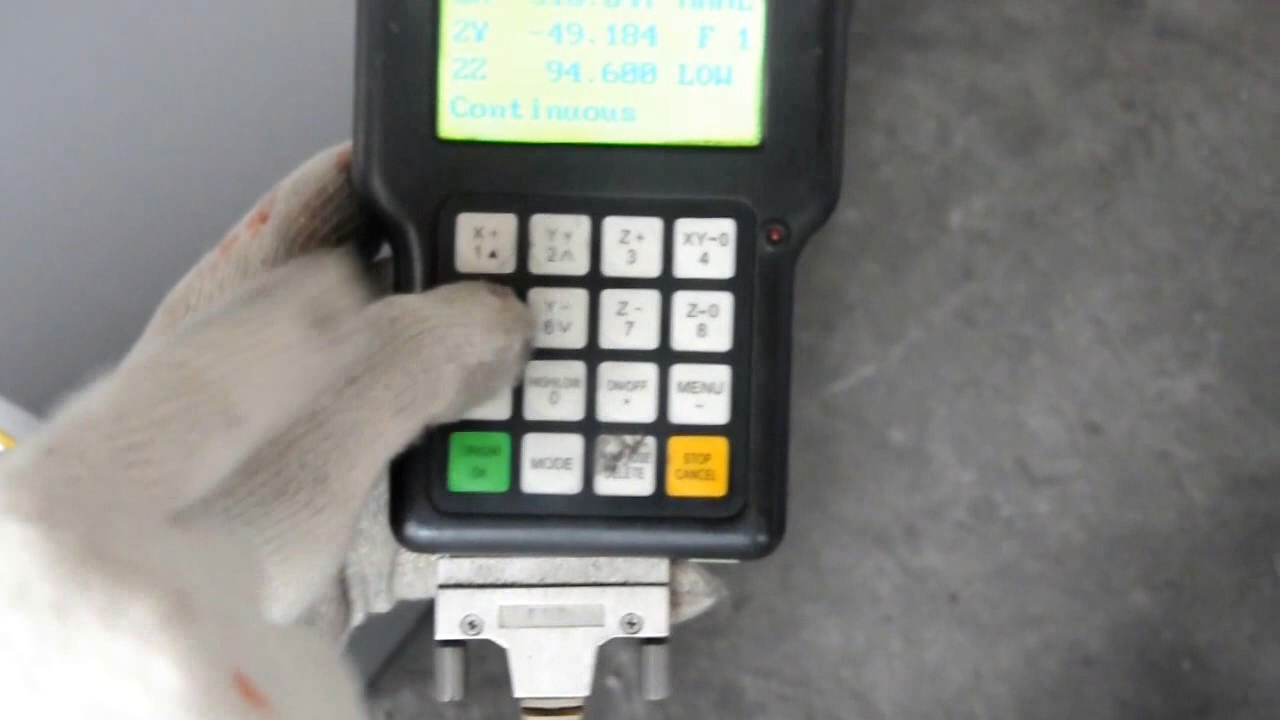 2Y -49.184 F 1
2Z 94.600 LOW
Continuous
X+ Y+ Z+ XY-0
1▲ 2∧ 3 4
Y- Z- Z-0
6∨ 7 8
HIGH/LOW ON/OFF MENU
0 • –
MODE STOP
OK DELETE CANCEL